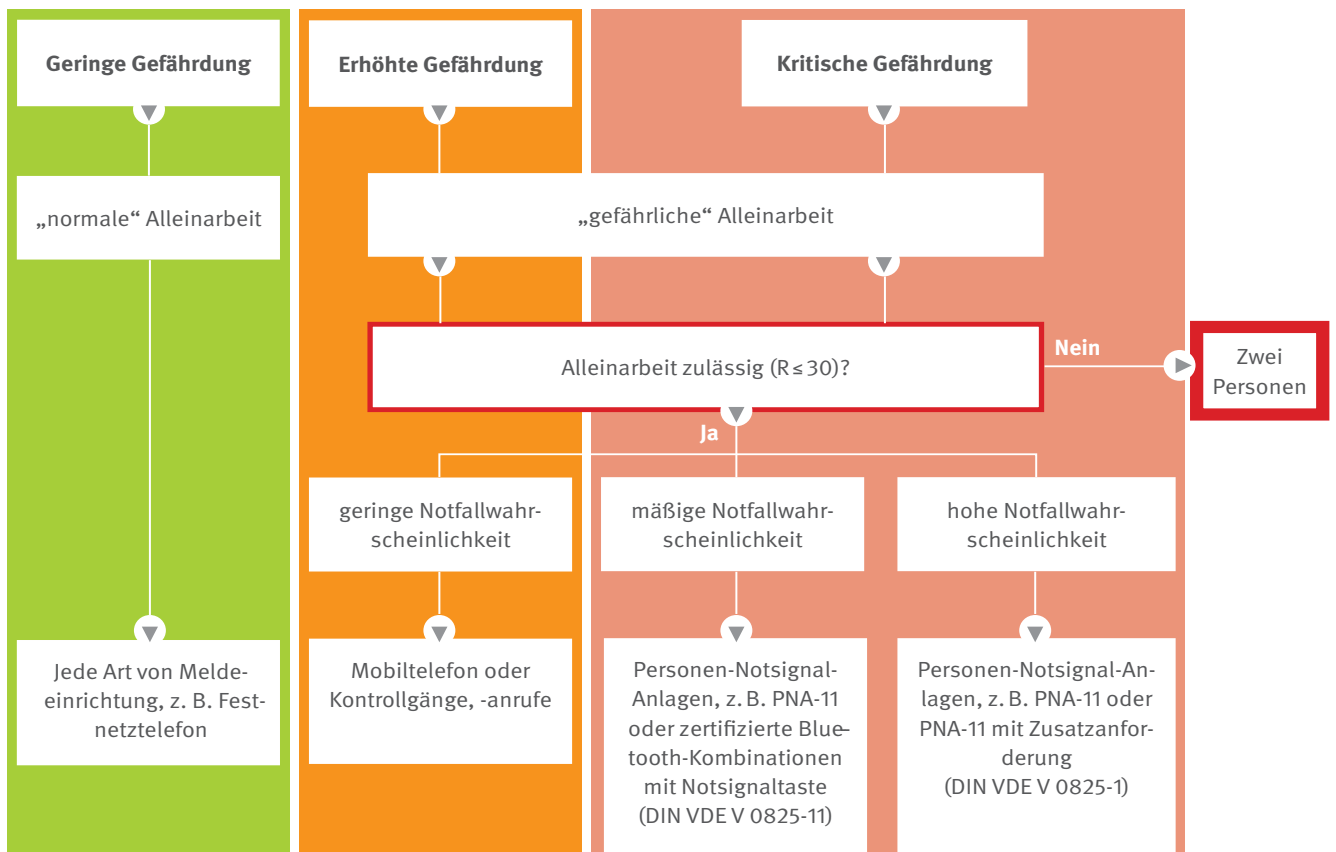 Geringe Gefährdung
Erhöhte Gefährdung
Kritische Gefährdung
„normale“ Alleinarbeit
„gefährliche“ Alleinarbeit
Alleinarbeit zulässig (R ≤ 30)?
Nein
Zwei
Personen
Ja
geringe Notfallwahr-
scheinlichkeit
mäßige Notfallwahr-
scheinlichkeit
hohe Notfallwahr-
scheinlichkeit
Jede Art von Melde-
einrichtung, z. B. Fest-
netztelefon
Mobiltelefon oder
Kontrollgänge, -anrufe
Personen-Notsignal-
Anlagen, z. B. PNA-11
oder zertifizierte Blue-
tooth-Kombinationen
mit Notsignaltaste
(DIN VDE V 0825-11)
Personen-Notsignal-An-
lagen, z. B. PNA-11 oder
PNA-11 mit Zusatzanfor-
derung
(DIN VDE V 0825-1)